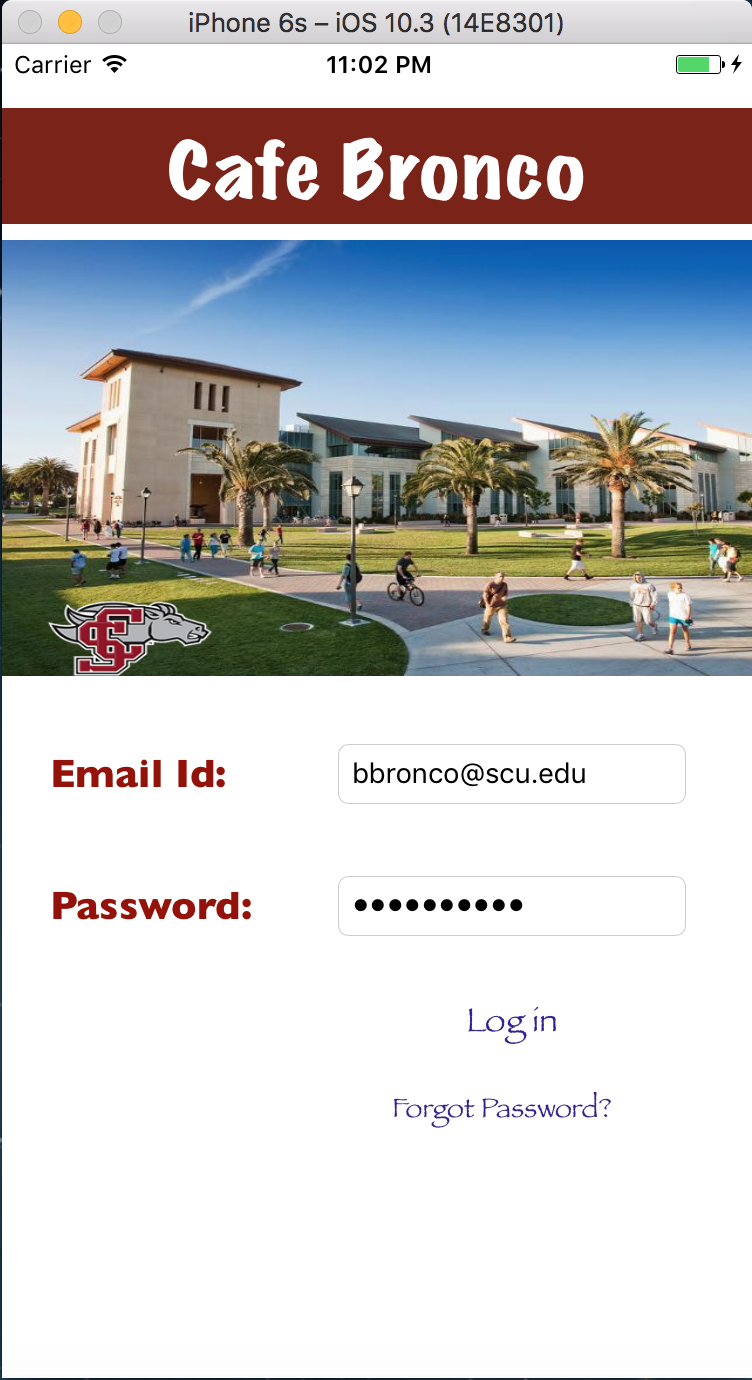 iPhone 6s – iOS 10.3 (14E8301)
Carrier 11:02 PM
Cafe Bronco
SC
Email Id: bbronco@scu.edu
Password: ••••••••••
Log in
Forgot Password?